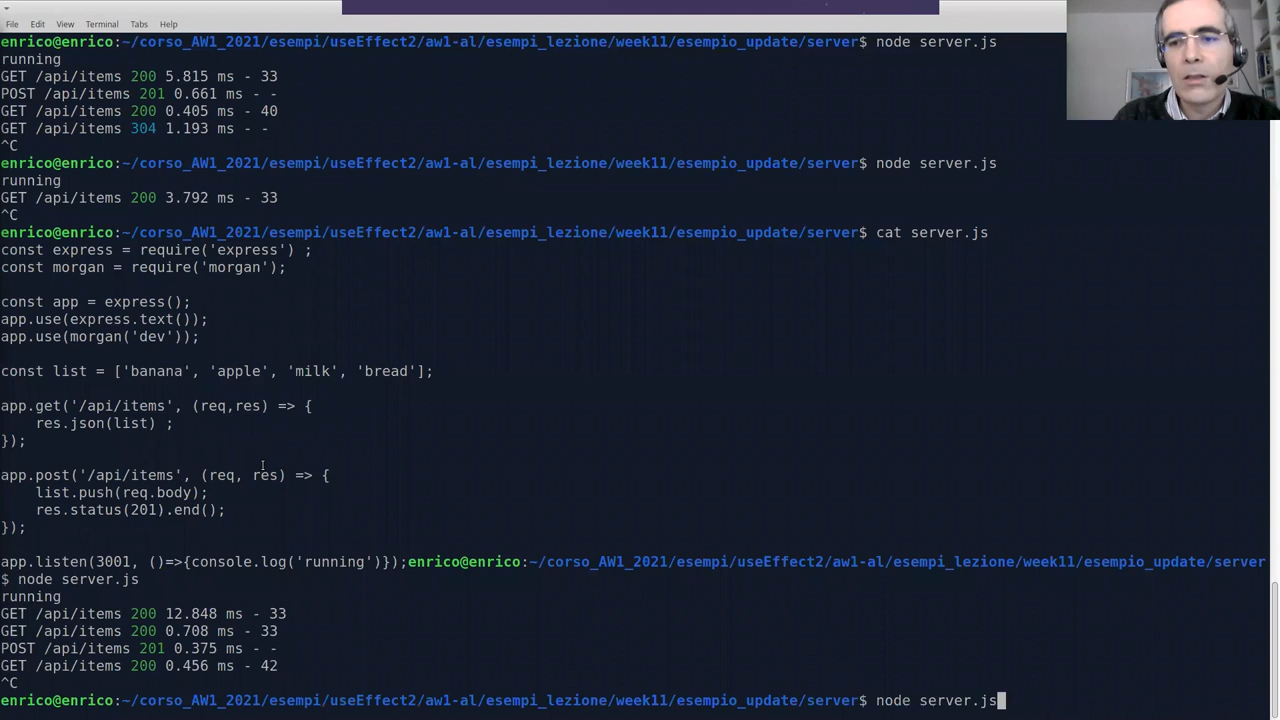 File Edit View Terminal Tabs Help
enrico@enrico:~/corso_AW1_2021/esempi/useEffect2/aw1-al/esempi_lezione/week11/esempio_update/server$ node server.js
running
GET /api/items 200 5.815 ms - 33
POST /api/items 201 0.661 ms - -
GET /api/items 200 0.405 ms - 40
GET /api/items 304 1.193 ms - -
^C
enrico@enrico:~/corso_AW1_2021/esempi/useEffect2/aw1-al/esempi_lezione/week11/esempio_update/server$ node server.js
running
GET /api/items 200 3.792 ms - 33
^C
enrico@enrico:~/corso_AW1_2021/esempi/useEffect2/aw1-al/esempi_lezione/week11/esempio_update/server$ cat server.js
const express = require('express') ;
const morgan = require('morgan');
const app = express();
app.use(express.text());
app.use(morgan('dev'));
const list = ['banana', 'apple', 'milk', 'bread'];
app.get('/api/items', (req,res) => {
    res.json(list) ;
});
app.post('/api/items', (req, res) => {
    list.push(req.body);
    res.status(201).end();
});
app.listen(3001, ()=>{console.log('running')});enrico@enrico:~/corso_AW1_2021/esempi/useEffect2/aw1-al/esempi_lezione/week11/esempio_update/server
$ node server.js
running
GET /api/items 200 12.848 ms - 33
GET /api/items 200 0.708 ms - 33
POST /api/items 201 0.375 ms - -
GET /api/items 200 0.456 ms - 42
^C
enrico@enrico:~/corso_AW1_2021/esempi/useEffect2/aw1-al/esempi_lezione/week11/esempio_update/server$ node server.js